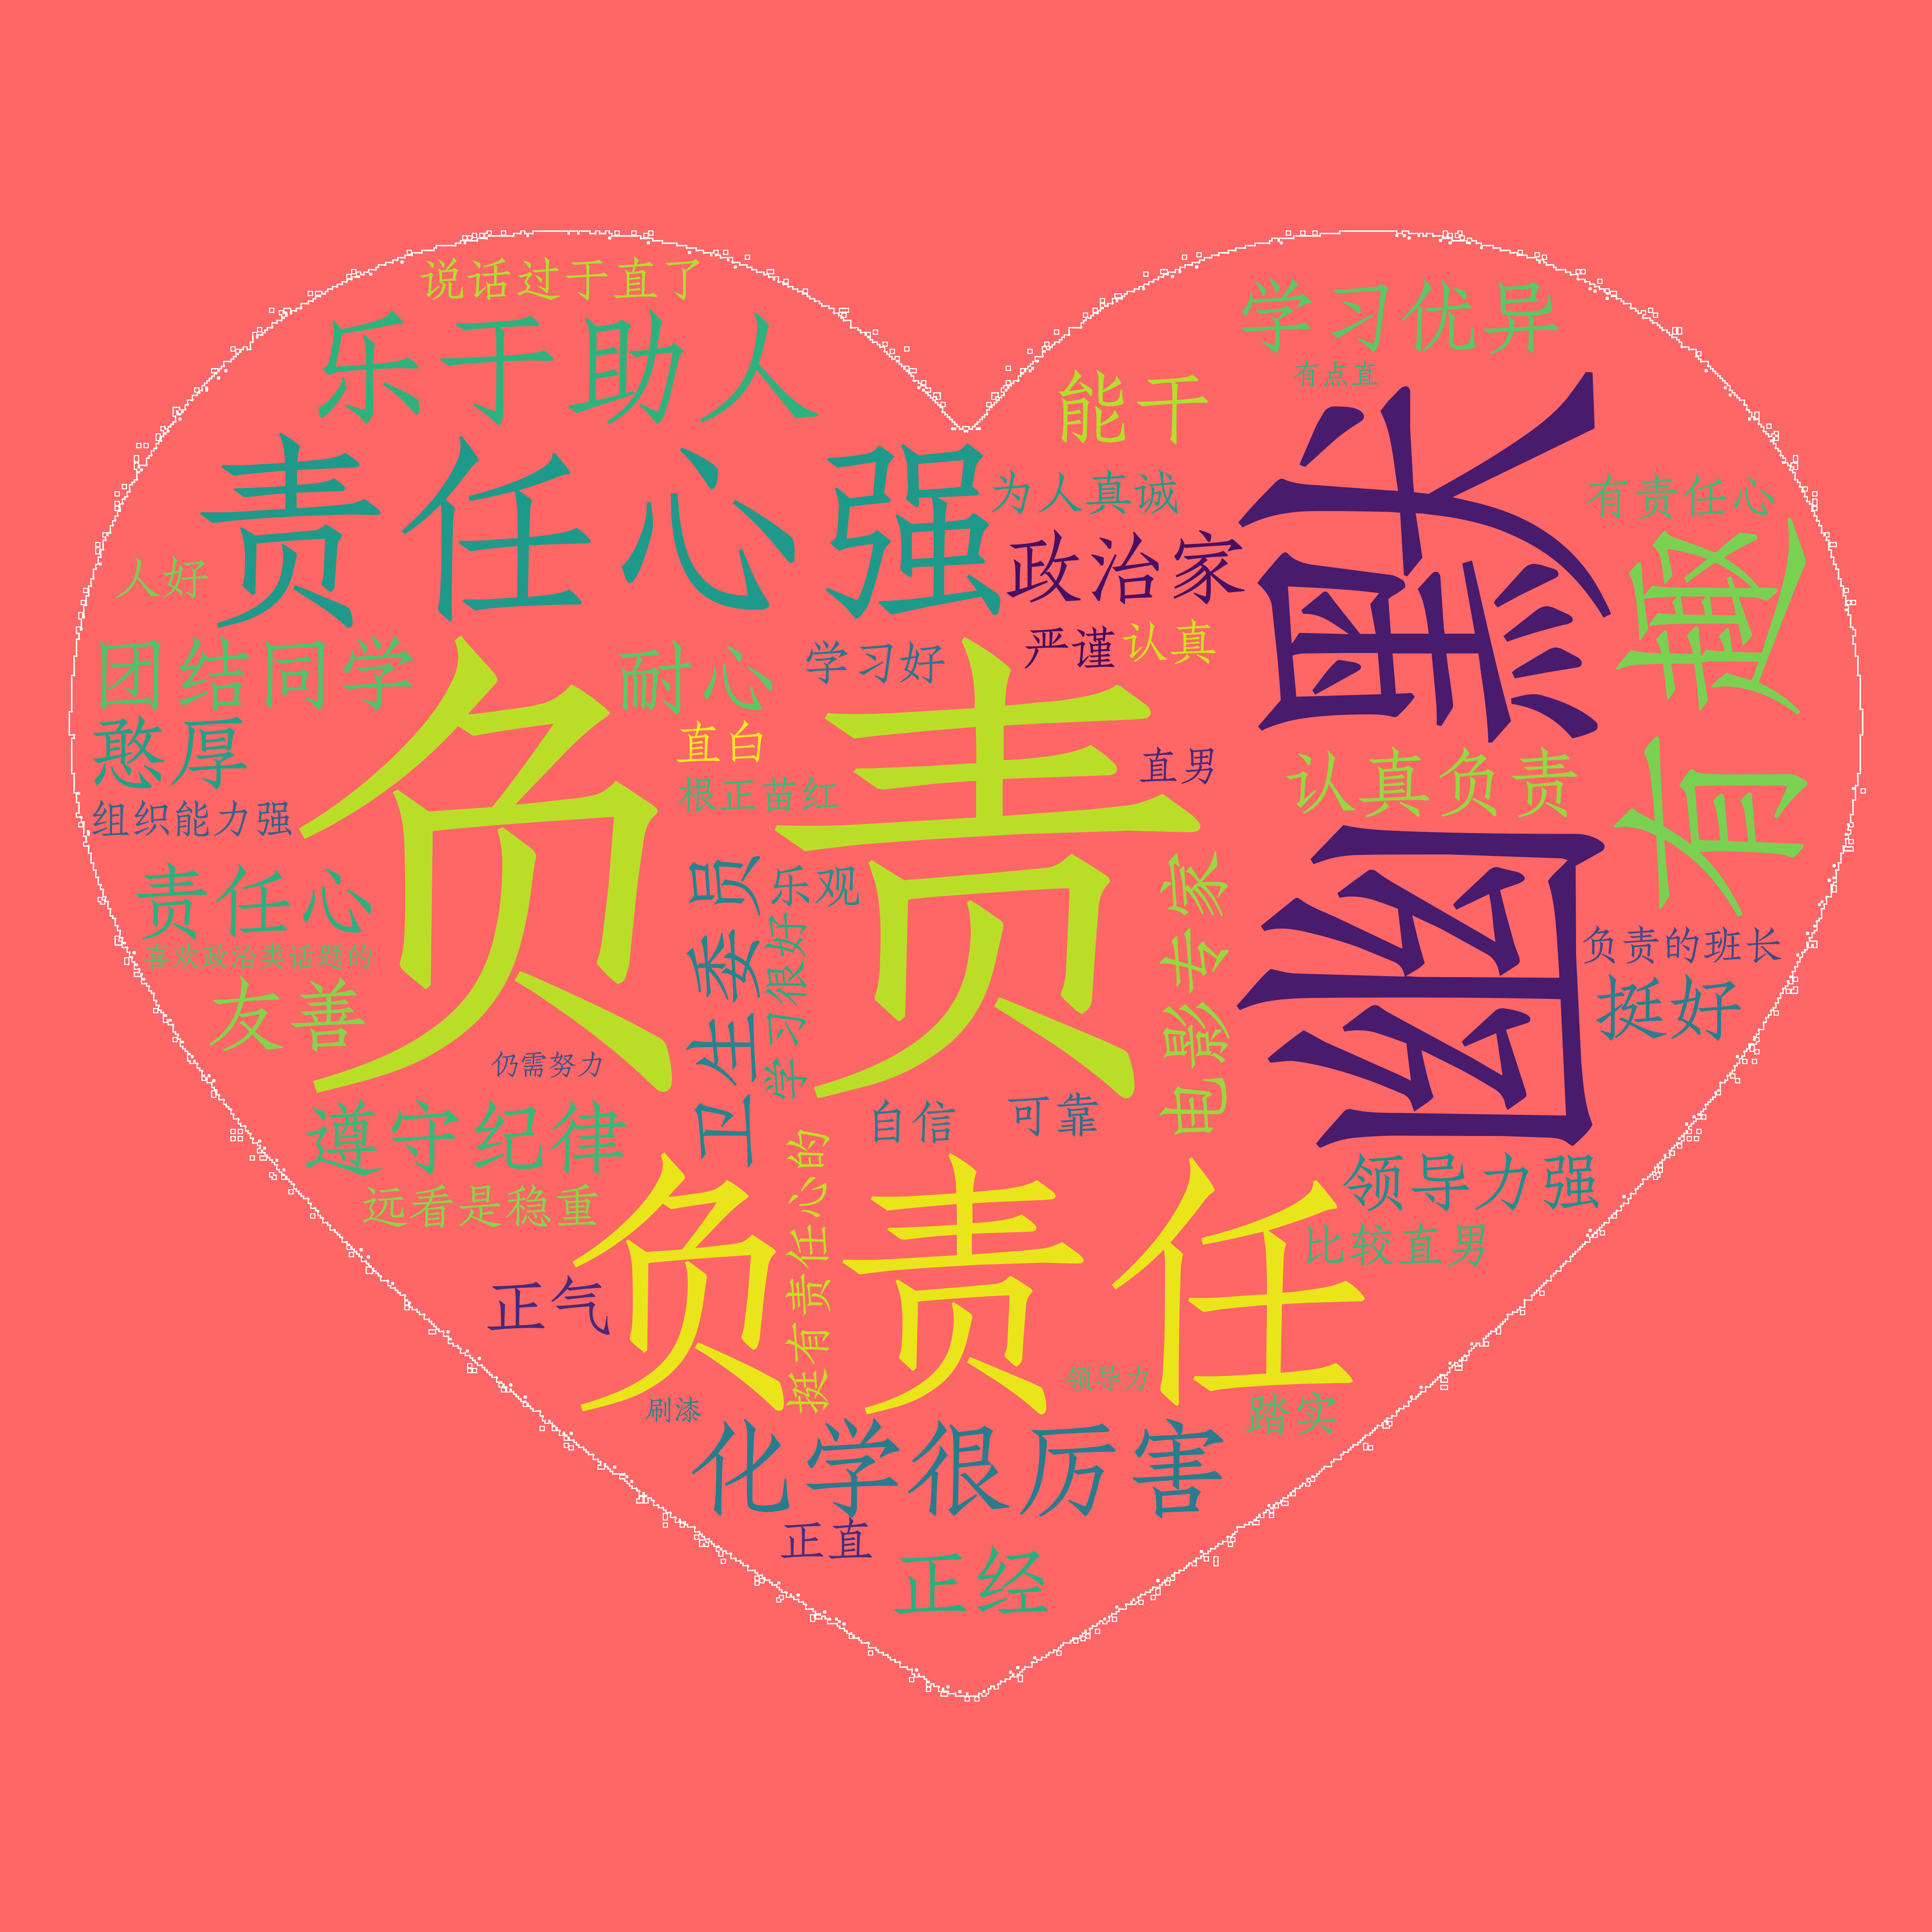 说话过于直了
学习优异
乐于助人
有点直
能干
幽默
责任心强
为人真诚
有责任心
有趣
政治家
人好
严谨
认真
团结同学
耐心
学习好
负责
憨厚
直白
直男
认真负责
根正苗红
组织能力强
卫生委员
乐观
电影专家
责任心
学习很好
负责的班长
喜欢政治类话题的
友善
挺好
仍需努力
自信
可靠
遵守纪律
挺有责任心的
负责任
领导力强
远看是稳重
比较直男
正气
领导力
刷漆
踏实
化学很厉害
正直
正经